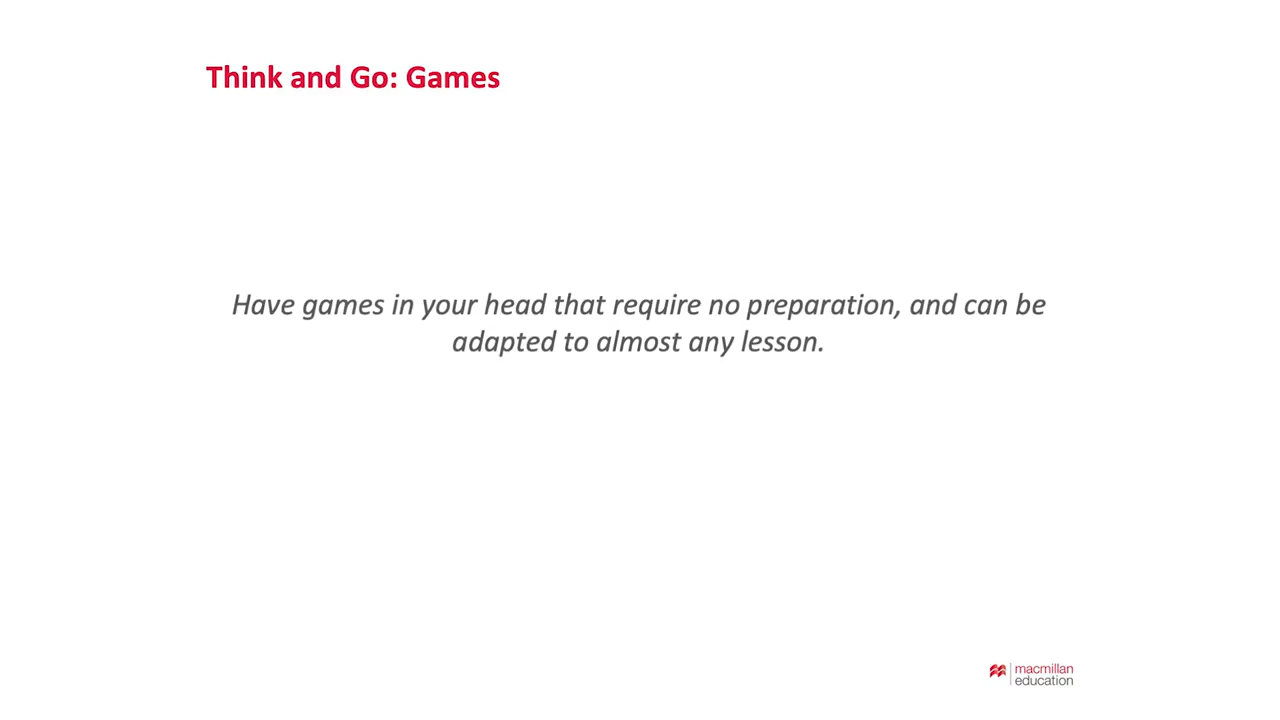 Think and Go: Games
Have games in your head that require no preparation, and can be
adapted to almost any lesson.
macmillan
education